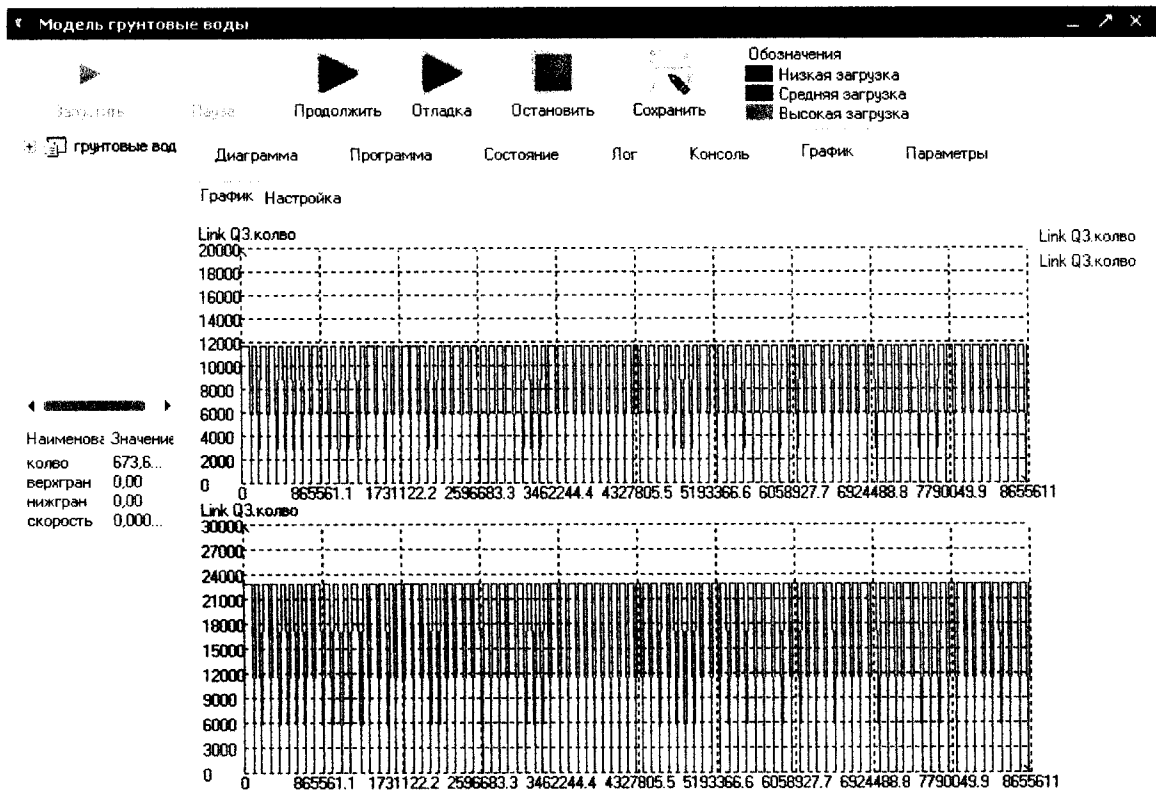 Модель грунтовые воды
Загрузить Пауза Продолжить Отладка Остановить Сохранить
Обозначения
Низкая загрузка
Средняя загрузка
Высокая загрузка
грунтовые вод
Диаграмма Программа Состояние Лог Консоль График Параметры
График Настройка
Link Q3.колво
20000
18000
16000
14000
12000
10000
8000
6000
4000
2000
0
0 865561.1 1731122.2 2596683.3 3462244.4 4327805.5 5193366.6 6058927.7 6924488.8 7790049.9 8655611
Link Q3.колво
Link Q3.колво
Наименова Значение
колво 673,6...
верхгран 0,00
нижгран 0,00
скорость 0,000...
Link Q3.колво
30000
27000
24000
21000
18000
15000
12000
9000
6000
3000
0
0 865561.1 1731122.2 2596683.3 3462244.4 4327805.5 5193366.6 6058927.7 6924488.8 7790049.9 8655611